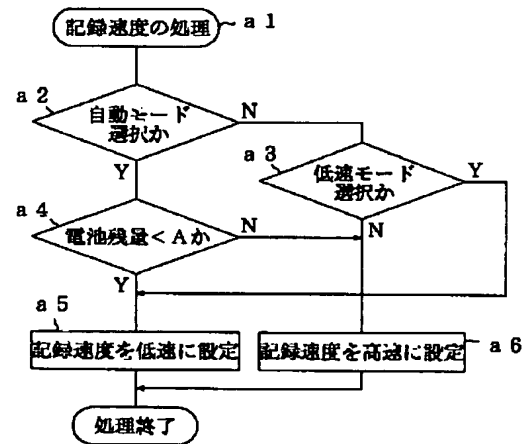 記録速度の処理
a 1
a 2
自動モード
選択か
N
Y
a 3
低速モード
選択か
Y
N
a 4
電池残量<Aか
N
Y
a 5
記録速度を低速に設定
記録速度を高速に設定
a 6
処理終了